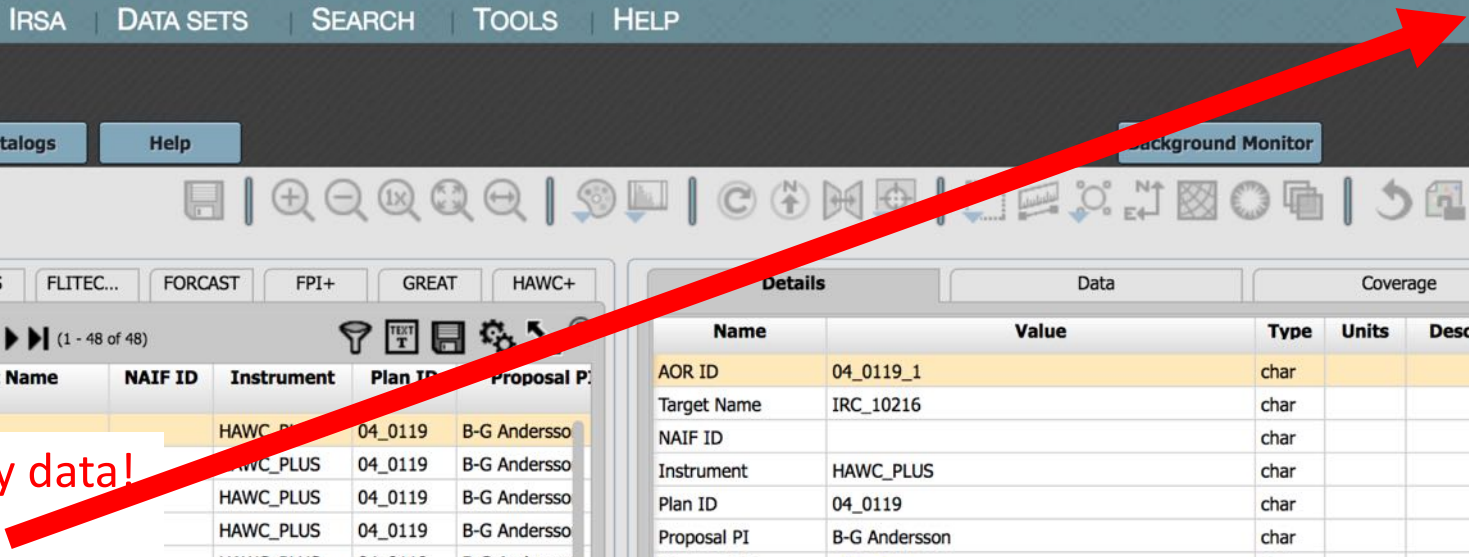 IRSA DATA SETS SEARCH TOOLS HELP
talogs Help Background Monitor
1x N N E
S FLITEC... FORCAST FPI+ GREAT HAWC+ Details Data Coverage
(1 - 48 of 48) TEXT T
Name NAIF ID Instrument Plan ID Proposal PI
Name Value Type Units Desc
AOR ID 04_0119_1 char
Target Name IRC_10216 char
HAWC_PLUS 04_0119 B-G Andersso
NAIF ID char
y data!
HAWC_PLUS 04_0119 B-G Andersso
Instrument HAWC_PLUS char
HAWC_PLUS 04_0119 B-G Andersso
Plan ID 04_0119 char
HAWC_PLUS 04_0119 B-G Andersso
Proposal PI B-G Andersson char